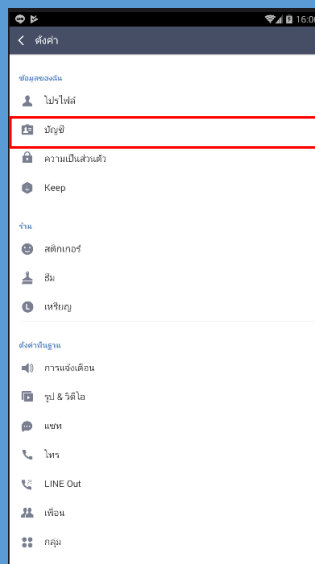 16:00
ตั้งค่า
ข้อมูลของฉัน
โปรไฟล์
บัญชี
ความเป็นส่วนตัว
Keep
ร้าน
สติกเกอร์
ธีม
เหรียญ
ตั้งค่าพื้นฐาน
การแจ้งเตือน
รูป & วิดีโอ
แชท
โทร
LINE Out
เพื่อน
กลุ่ม